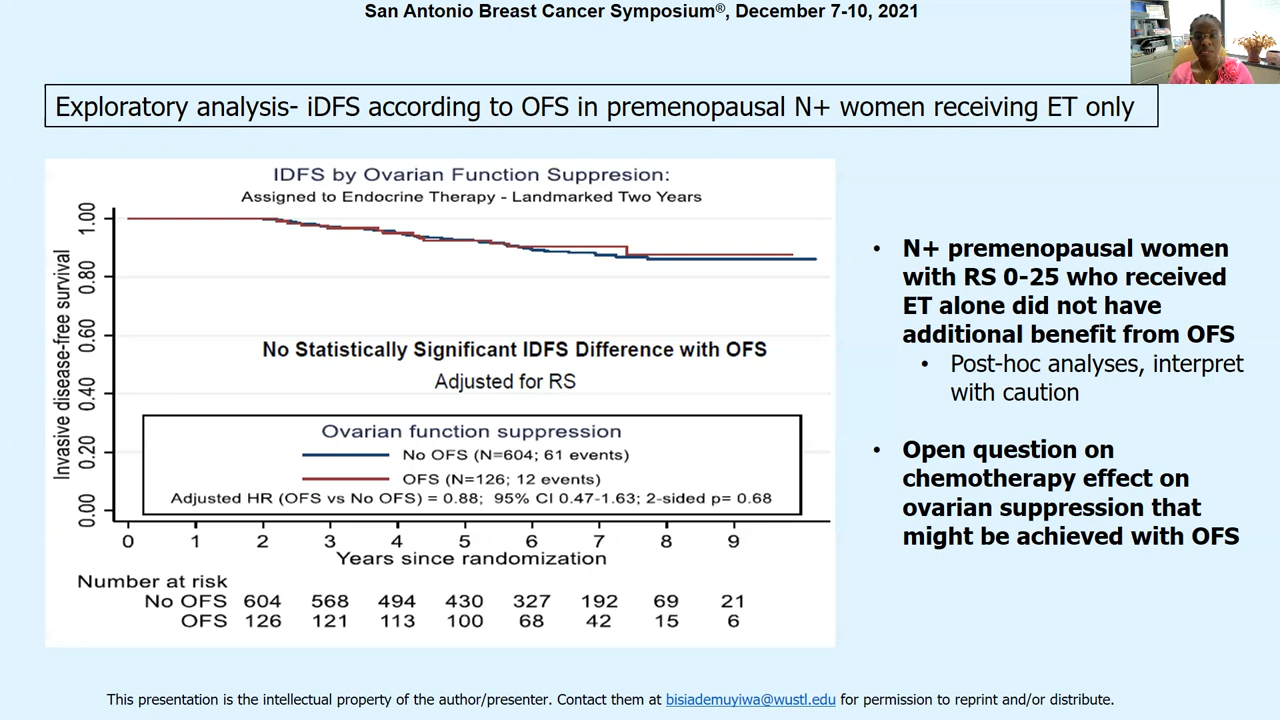 San Antonio Breast Cancer Symposium®, December 7-10, 2021
Exploratory analysis- iDFS according to OFS in premenopausal N+ women receiving ET only
IDFS by Ovarian Function Suppresion:
Assigned to Endocrine Therapy - Landmarked Two Years
Invasive disease-free survival
1.00
0.80
0.60
0.40
0.20
0.00
No Statistically Significant IDFS Difference with OFS
Adjusted for RS
Ovarian function suppression
No OFS (N=604; 61 events)
OFS (N=126; 12 events)
Adjusted HR (OFS vs No OFS) = 0.88; 95% CI 0.47-1.63; 2-sided p= 0.68
0 1 2 3 4 5 6 7 8 9
Years since randomization
Number at risk
No OFS 604 568 494 430 327 192 69 21
OFS 126 121 113 100 68 42 15 6
• N+ premenopausal women
with RS 0-25 who received
ET alone did not have
additional benefit from OFS
• Post-hoc analyses, interpret
with caution
• Open question on
chemotherapy effect on
ovarian suppression that
might be achieved with OFS
This presentation is the intellectual property of the author/presenter. Contact them at bisiademuyiwa@wustl.edu for permission to reprint and/or distribute.